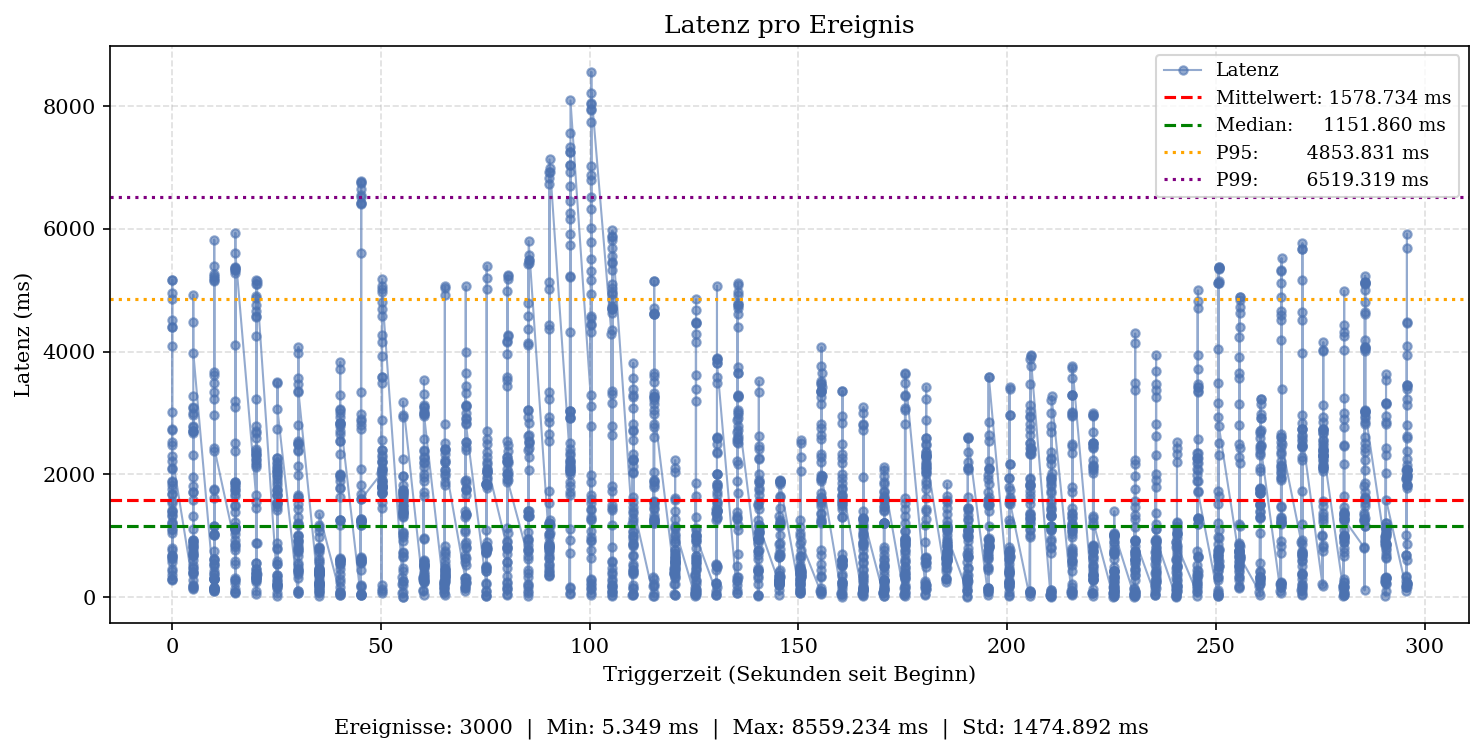 Latenz pro Ereignis
Latenz
Mittelwert: 1578.734 ms
Median: 1151.860 ms
P95: 4853.831 ms
P99: 6519.319 ms
Latenz (ms)
8000
6000
4000
2000
0
0 50 100 150 200 250 300
Triggerzeit (Sekunden seit Beginn)
Ereignisse: 3000 | Min: 5.349 ms | Max: 8559.234 ms | Std: 1474.892 ms